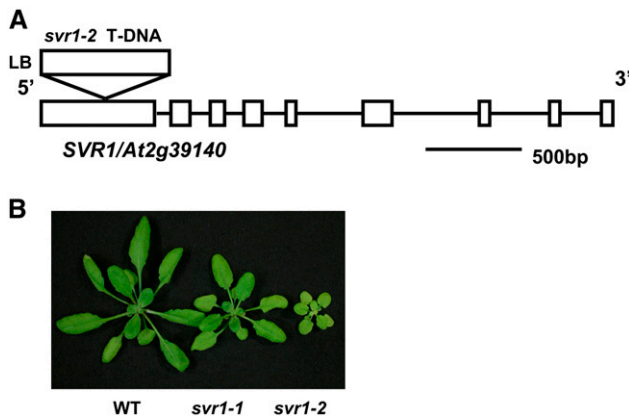 A
svr1-2 T-DNA
LB
5’
3’
SVR1/At2g39140
500bp
B
WT svr1-1 svr1-2